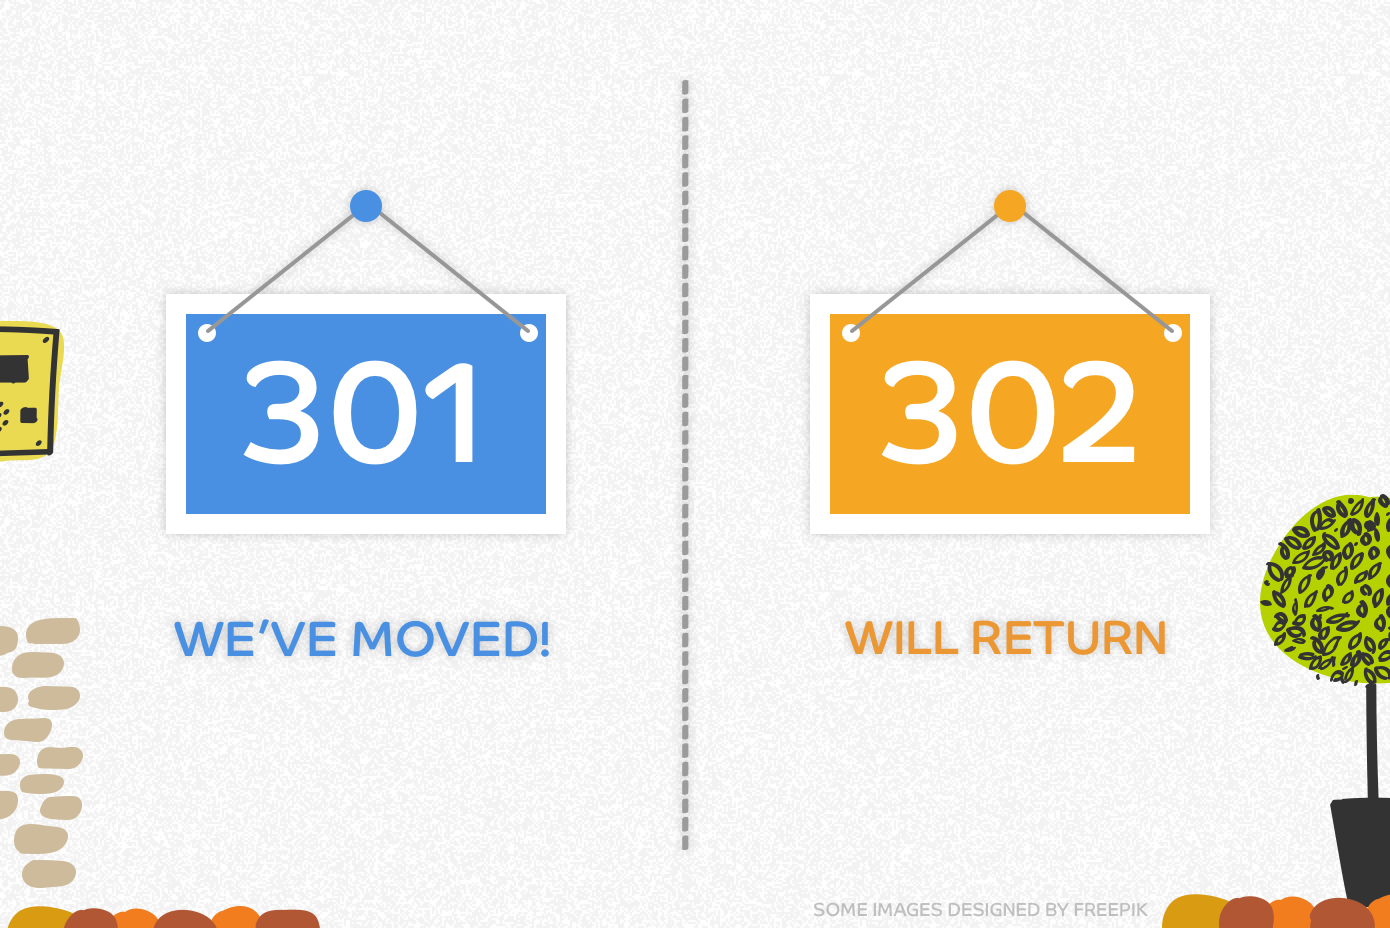 301
WE'VE MOVED!
302
WILL RETURN
SOME IMAGES DESIGNED BY FREEPIK